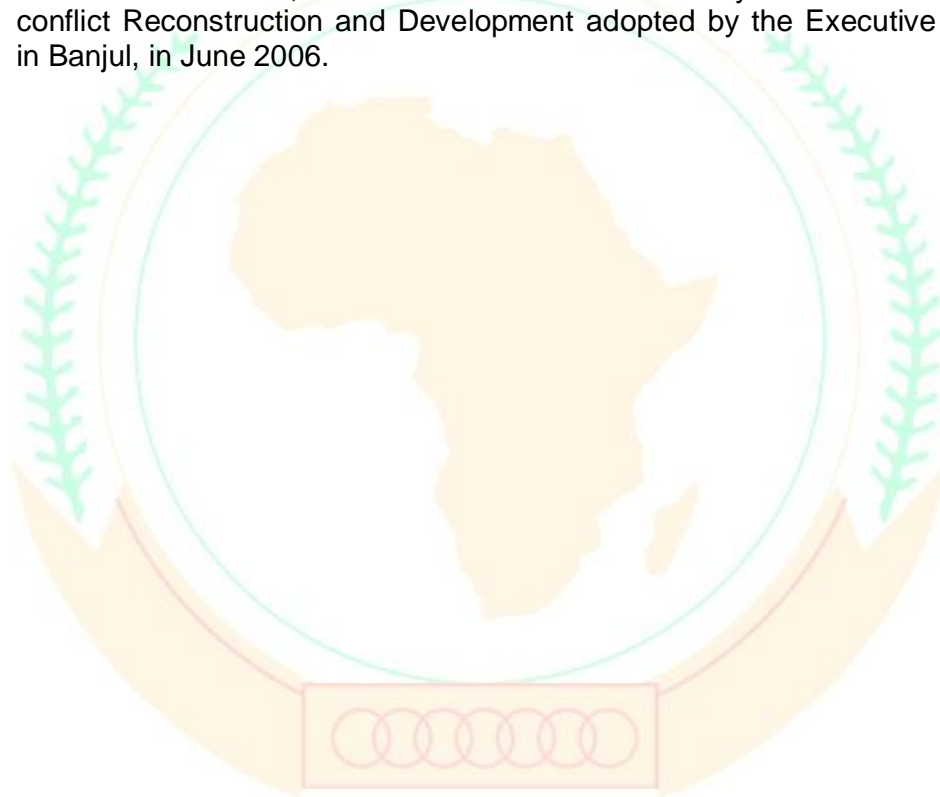 conflict Reconstruction and Development adopted by the Executive
in Banjul, in June 2006.